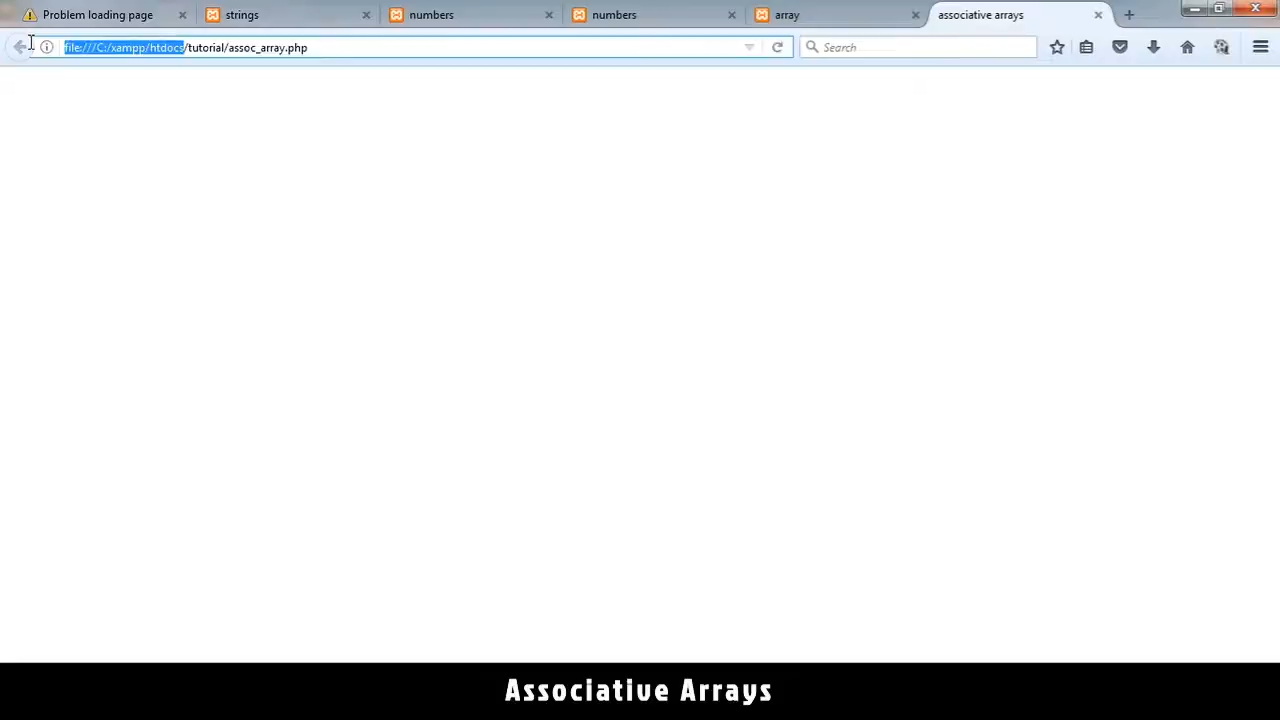 Problem loading page
strings
numbers
numbers
array
associative arrays
file:///C:/xampp/htdocs/tutorial/assoc_array.php
Search
Associative Arrays